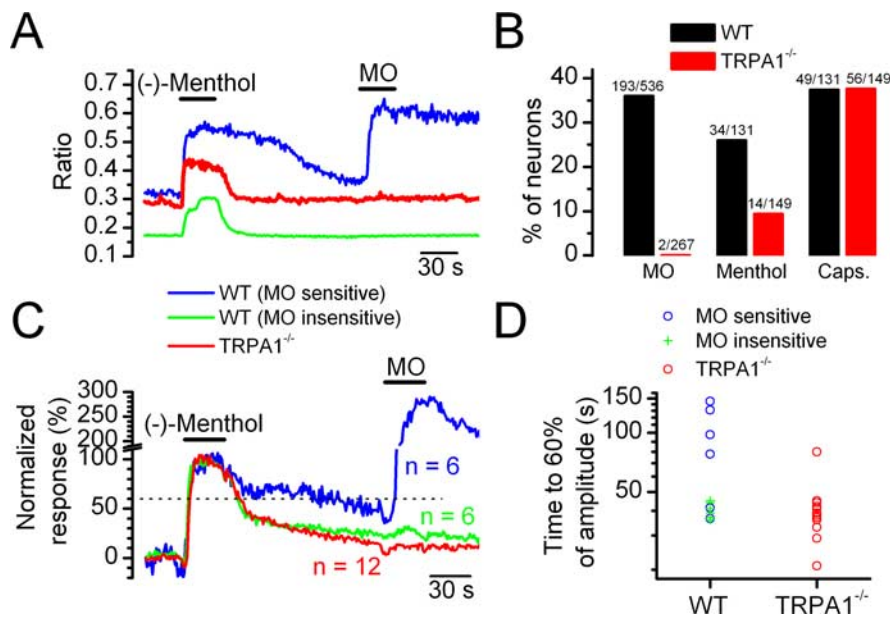 A
(-)-Menthol
MO
Ratio
0.7
0.6
0.5
0.4
0.3
0.2
0.1
30 s
B
WT
TRPA1-/-
% of neurons
40
30
20
10
0
193/536
2/267
34/131
14/149
49/131
56/149
MO
Menthol
Caps.
WT (MO sensitive)
WT (MO insensitive)
TRPA1-/-
C
(-)-Menthol
MO
Normalized
response (%)
300
200
100
60
0
n = 6
n = 6
n = 12
30 s
D
MO sensitive
MO insensitive
TRPA1-/-
Time to 60%
of amplitude (s)
150
100
50
WT
TRPA1-/-